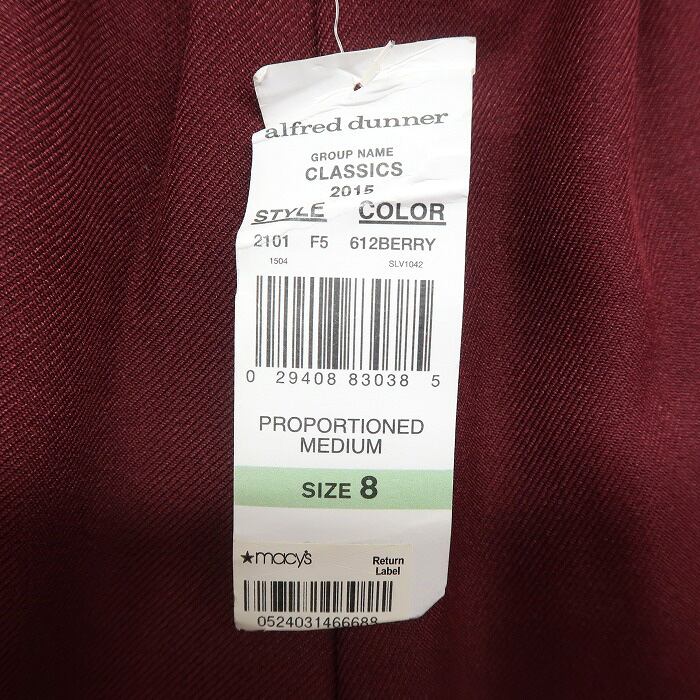 alfred dunner
GROUP NAME
CLASSICS
2015
STYLE COLOR
2101 F5 612BERRY
1504 SLV1042
0 29408 83038 5
PROPORTIONED
MEDIUM
SIZE 8
★macy's Return
Label
0524031466688